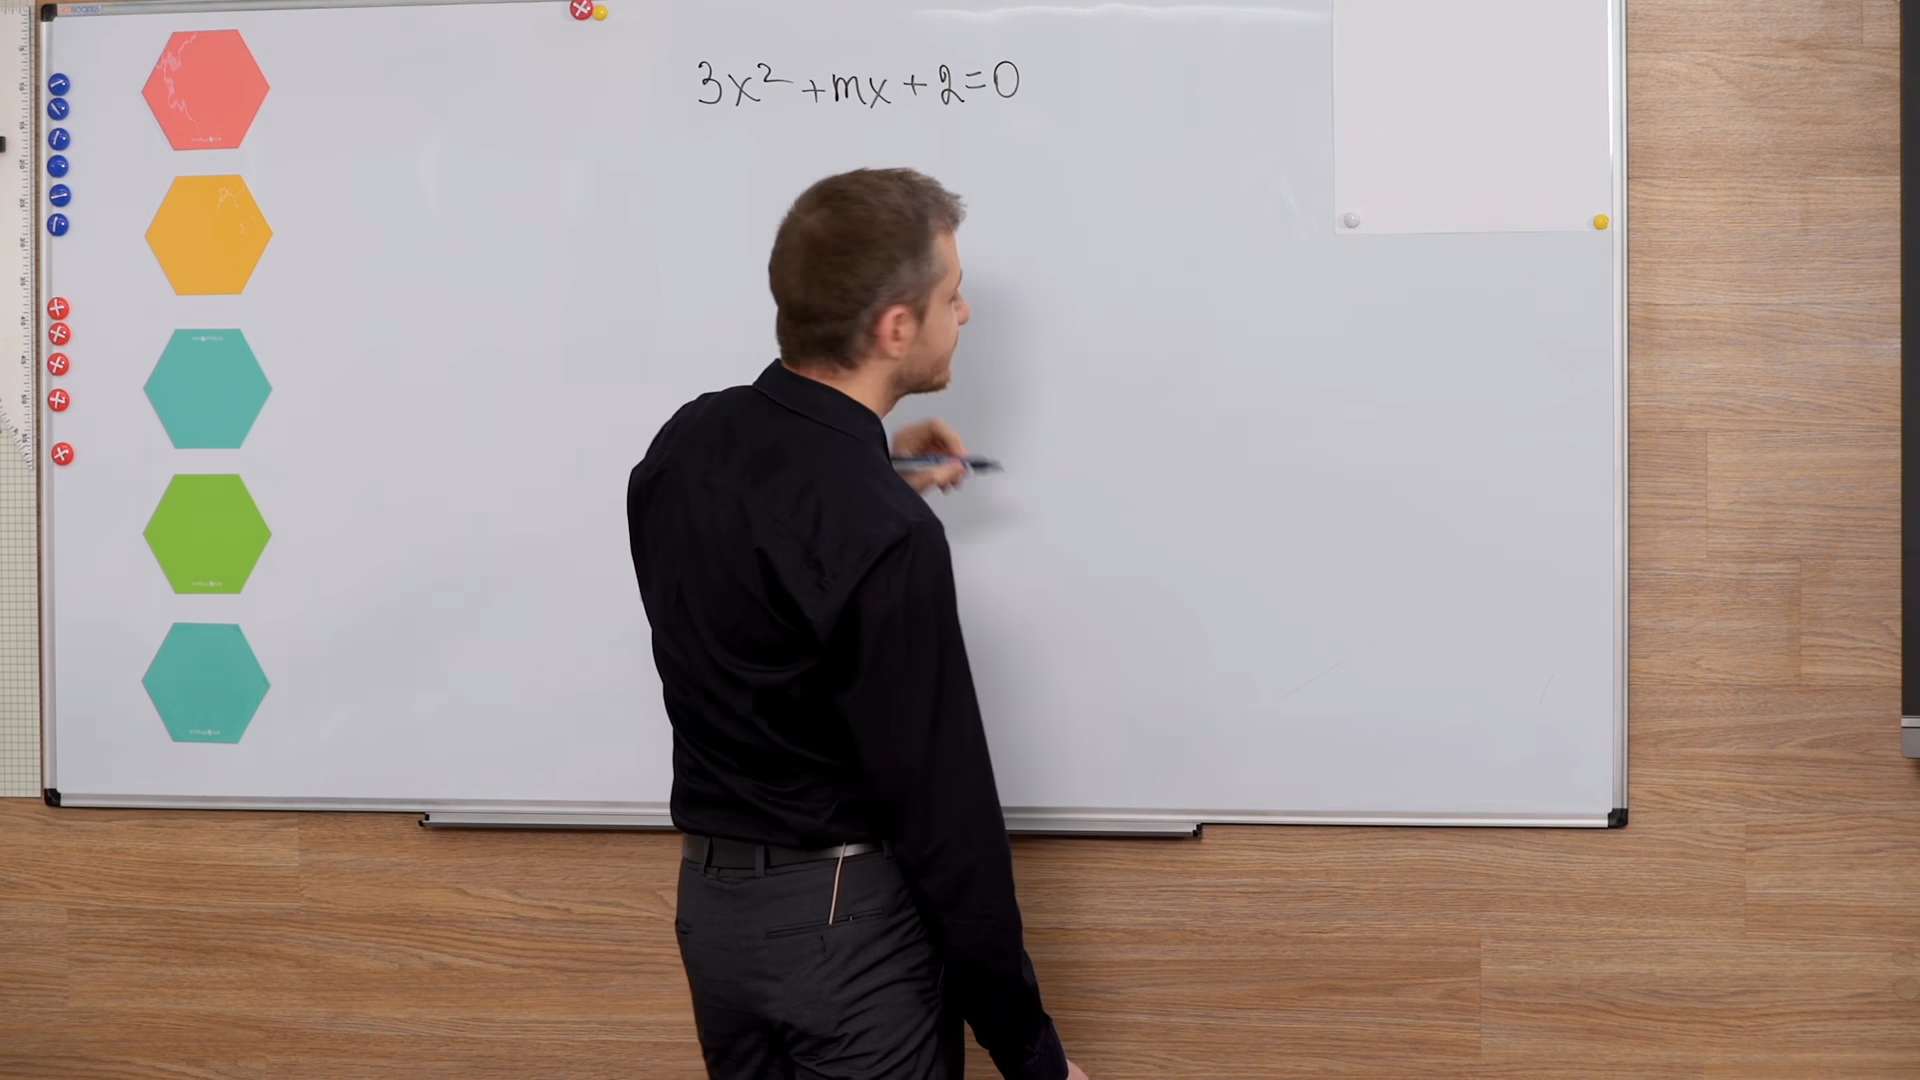 3x² + mx + 2 = 0